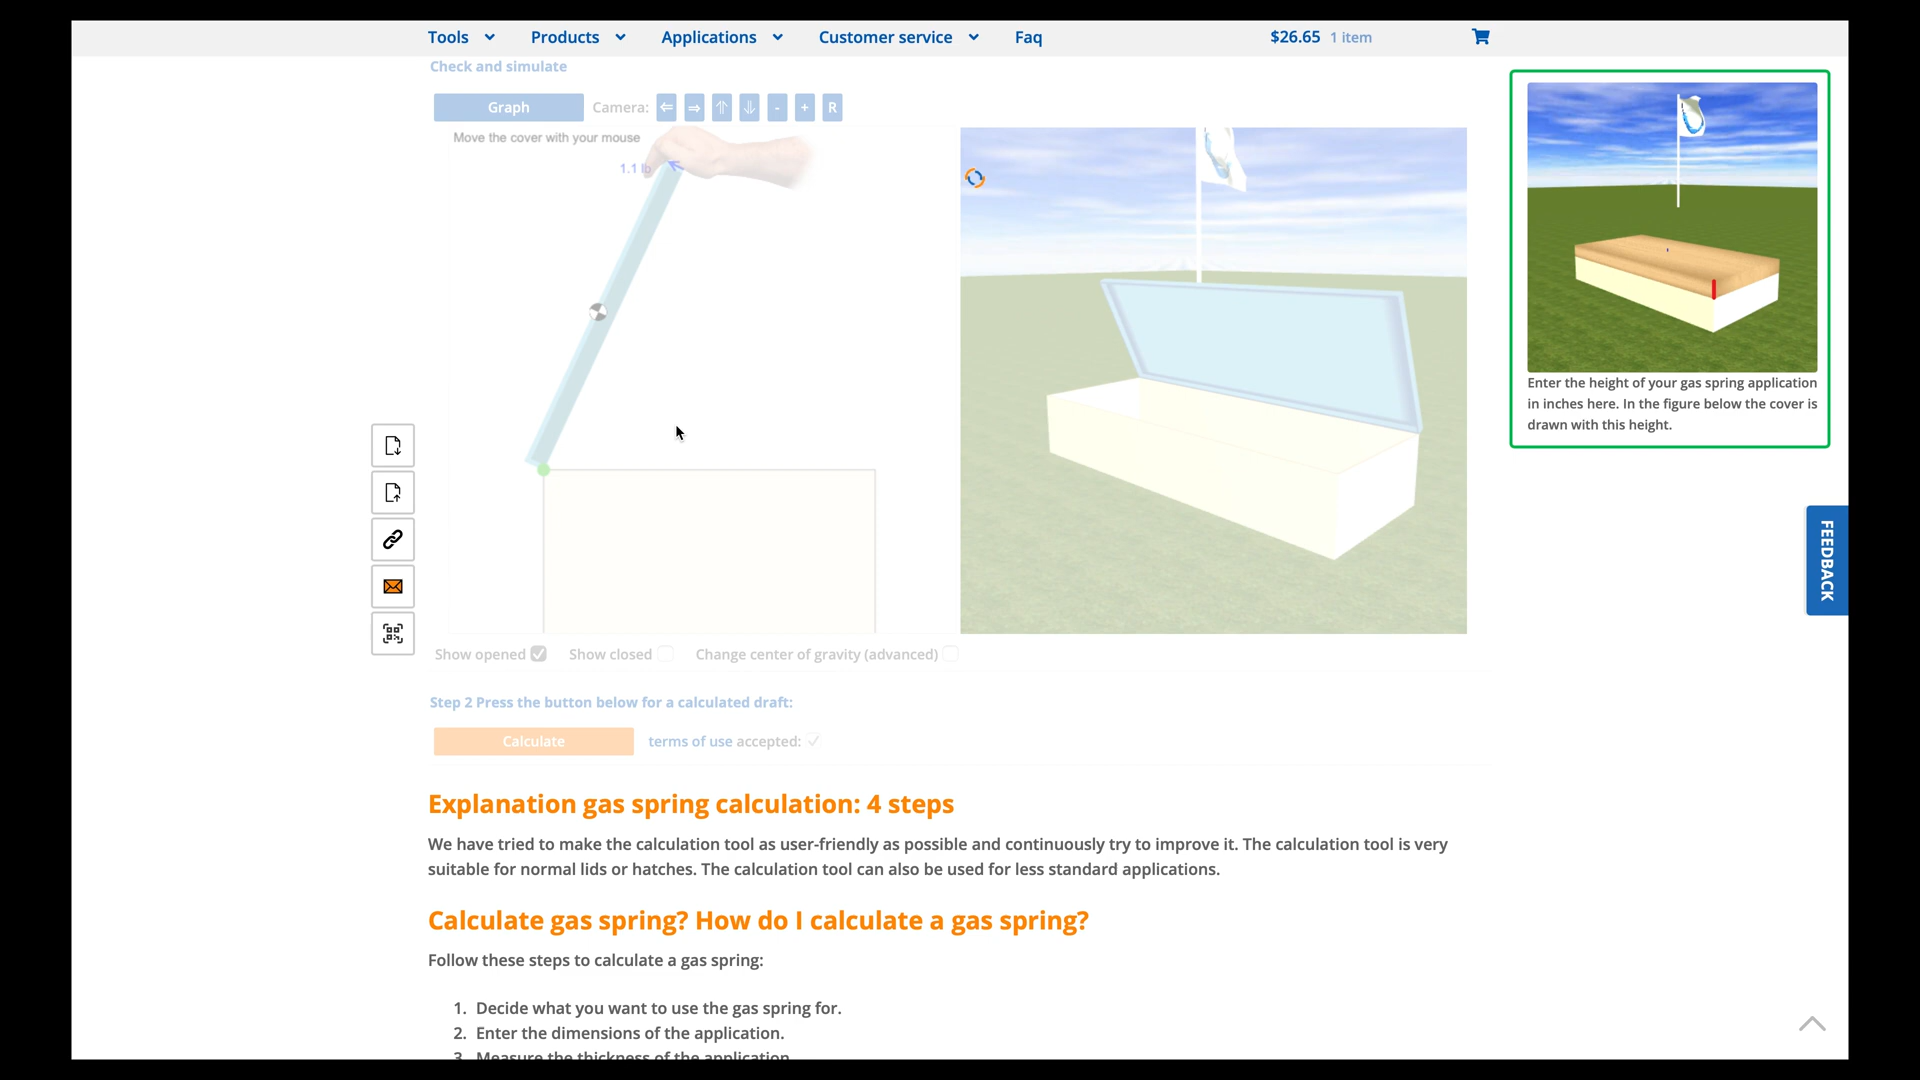 Tools Products Applications Customer service Faq $26.65 1 item
Check and simulate
Graph Camera: - + R
Move the cover with your mouse
1.1 lb
Enter the height of your gas spring application
in inches here. In the figure below the cover is
drawn with this height.
FEEDBACK
Show opened Show closed Change center of gravity (advanced)
Step 2 Press the button below for a calculated draft:
Calculate terms of use accepted:
Explanation gas spring calculation: 4 steps
We have tried to make the calculation tool as user-friendly as possible and continuously try to improve it. The calculation tool is very
suitable for normal lids or hatches. The calculation tool can also be used for less standard applications.
Calculate gas spring? How do I calculate a gas spring?
Follow these steps to calculate a gas spring:
1. Decide what you want to use the gas spring for.
2. Enter the dimensions of the application.
3. Measure the thickness of the application